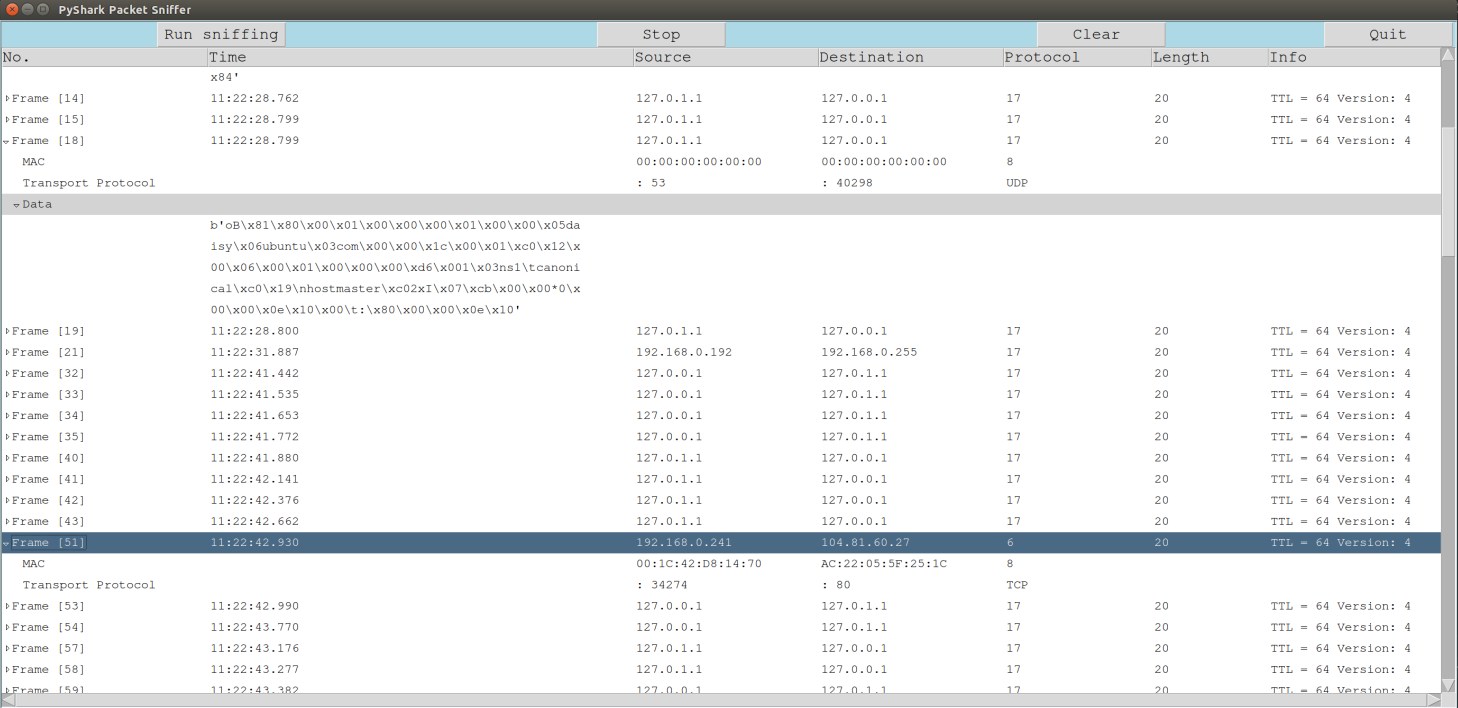 PyShark Packet Sniffer
Run sniffing Stop Clear Quit
No. Time Source Destination Protocol Length Info
x84'
Frame [14] 11:22:28.762 127.0.1.1 127.0.0.1 17 20 TTL = 64 Version: 4
Frame [15] 11:22:28.799 127.0.1.1 127.0.0.1 17 20 TTL = 64 Version: 4
Frame [18] 11:22:28.799 127.0.1.1 127.0.0.1 17 20 TTL = 64 Version: 4
MAC 00:00:00:00:00:00 00:00:00:00:00:00 8
Transport Protocol : 53 : 40298 UDP
Data
b'oB\x81\x80\x00\x01\x00\x00\x00\x01\x00\x00\x05da
isy\x06ubuntu\x03com\x00\x00\x1c\x00\x01\xc0\x12\x
00\x06\x00\x01\x00\x00\x00\xd6\x001\x03ns1\tcanoni
cal\xc0\x19\nhostmaster\xc02xI\x07\xcb\x00\x00*0\x
00\x00\x0e\x10\x00\t:\x80\x00\x00\x0e\x10'
Frame [19] 11:22:28.800 127.0.1.1 127.0.0.1 17 20 TTL = 64 Version: 4
Frame [21] 11:22:31.887 192.168.0.192 192.168.0.255 17 20 TTL = 64 Version: 4
Frame [32] 11:22:41.442 127.0.0.1 127.0.1.1 17 20 TTL = 64 Version: 4
Frame [33] 11:22:41.535 127.0.0.1 127.0.1.1 17 20 TTL = 64 Version: 4
Frame [34] 11:22:41.653 127.0.0.1 127.0.1.1 17 20 TTL = 64 Version: 4
Frame [35] 11:22:41.772 127.0.0.1 127.0.1.1 17 20 TTL = 64 Version: 4
Frame [40] 11:22:41.880 127.0.1.1 127.0.0.1 17 20 TTL = 64 Version: 4
Frame [41] 11:22:42.141 127.0.1.1 127.0.0.1 17 20 TTL = 64 Version: 4
Frame [42] 11:22:42.376 127.0.1.1 127.0.0.1 17 20 TTL = 64 Version: 4
Frame [43] 11:22:42.662 127.0.1.1 127.0.0.1 17 20 TTL = 64 Version: 4
Frame [51] 11:22:42.930 192.168.0.241 104.81.60.27 6 20 TTL = 64 Version: 4
MAC 00:1C:42:D8:14:70 AC:22:05:5F:25:1C 8
Transport Protocol : 34274 : 80 TCP
Frame [53] 11:22:42.990 127.0.0.1 127.0.1.1 17 20 TTL = 64 Version: 4
Frame [54] 11:22:43.770 127.0.0.1 127.0.1.1 17 20 TTL = 64 Version: 4
Frame [57] 11:22:43.176 127.0.1.1 127.0.0.1 17 20 TTL = 64 Version: 4
Frame [58] 11:22:43.277 127.0.1.1 127.0.0.1 17 20 TTL = 64 Version: 4
Frame [59] 11:22:43.382 127.0.0.1 127.0.1.1 17 20 TTL = 64 Version: 4